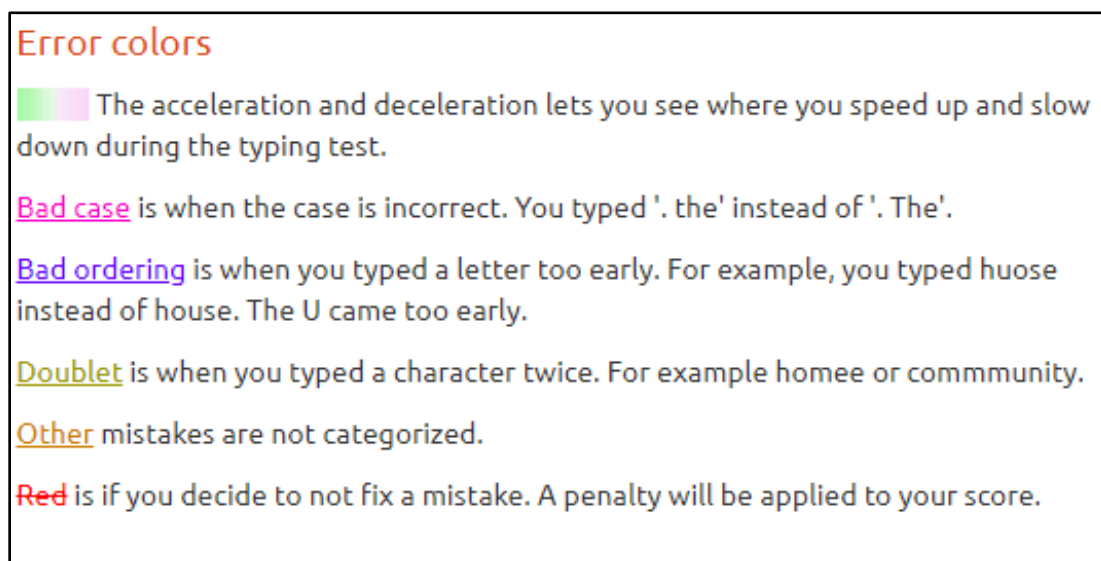 Error colors
The acceleration and deceleration lets you see where you speed up and slow
down during the typing test.
Bad case is when the case is incorrect. You typed '. the' instead of '. The'.
Bad ordering is when you typed a letter too early. For example, you typed huose
instead of house. The U came too early.
Doublet is when you typed a character twice. For example homee or commmunity.
Other mistakes are not categorized.
Red is if you decide to not fix a mistake. A penalty will be applied to your score.